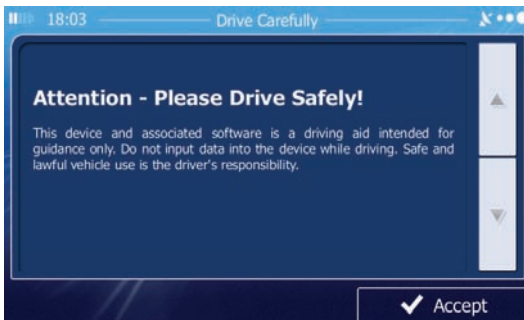 18:03 Drive Carefully
Attention - Please Drive Safely!
This device and associated software is a driving aid intended for
guidance only. Do not input data into the device while driving. Safe and
lawful vehicle use is the driver's responsibility.
Accept